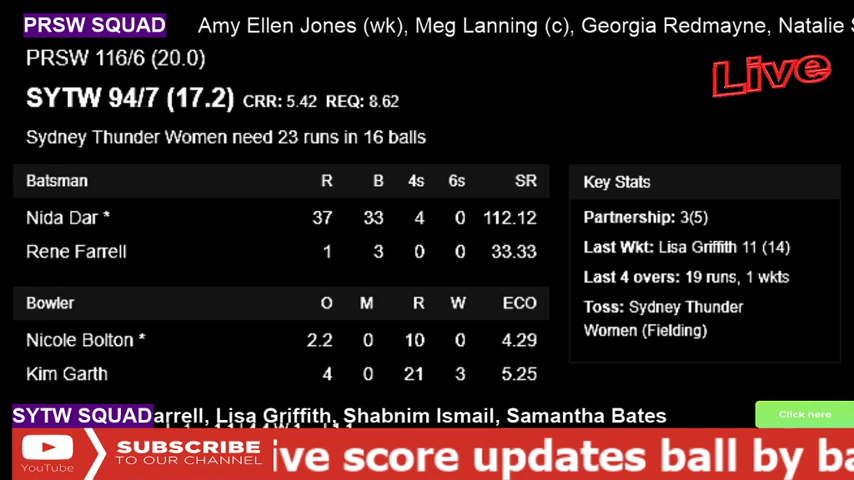 PRSW SQUAD Amy Ellen Jones (wk), Meg Lanning (c), Georgia Redmayne, Natalie S
PRSW 116/6 (20.0)
Live
SYTW 94/7 (17.2) CRR: 5.42 REQ: 8.62
Sydney Thunder Women need 23 runs in 16 balls
Batsman R B 4s 6s SR
Nida Dar * 37 33 4 0 112.12
Rene Farrell 1 3 0 0 33.33
Bowler O M R W ECO
Nicole Bolton * 2.2 0 10 0 4.29
Kim Garth 4 0 21 3 5.25
Key Stats
Partnership: 3(5)
Last Wkt: Lisa Griffith 11 (14)
Last 4 overs: 19 runs, 1 wkts
Toss: Sydney Thunder
Women (Fielding)
SYTW SQUAD arrell, Lisa Griffith, Shabnim Ismail, Samantha Bates
Click here
YouTube
SUBSCRIBE
TO OUR CHANNEL
ive score updates ball by ba